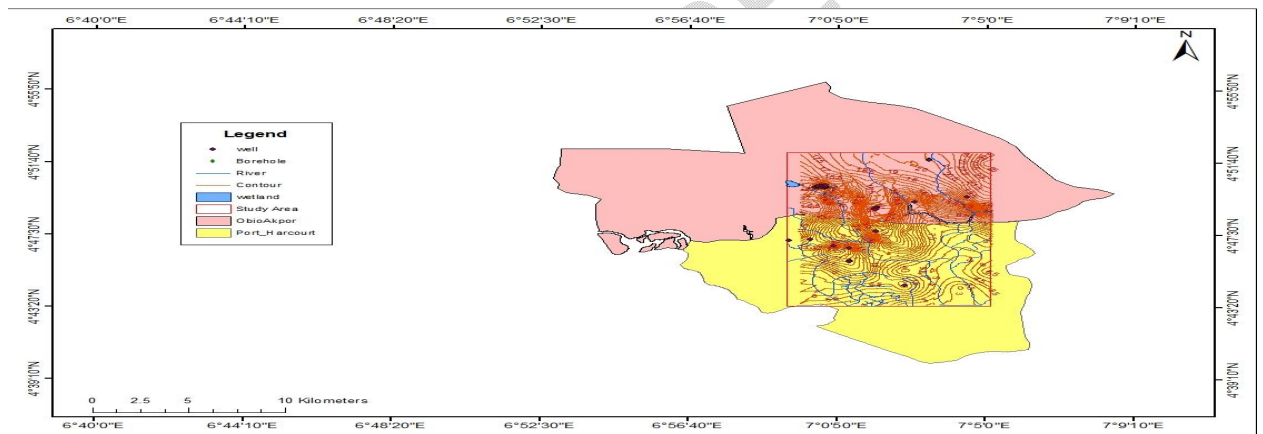 6°40'0"E 6°44'10"E 6°48'20"E 6°52'30"E 6°56'40"E 7°0'50"E 7°5'0"E 7°9'10"E
N
4°55'50"N 4°55'50"N
4°51'40"N 4°51'40"N
4°47'30"N 4°47'30"N
4°43'20"N 4°43'20"N
4°39'10"N 4°39'10"N
Legend
well
Borehole
River
Contour
wetland
Study Area
ObioAkpor
Port_Harcourt
0 2.5 5 10 Kilometers
6°40'0"E 6°44'10"E 6°48'20"E 6°52'30"E 6°56'40"E 7°0'50"E 7°5'0"E 7°9'10"E